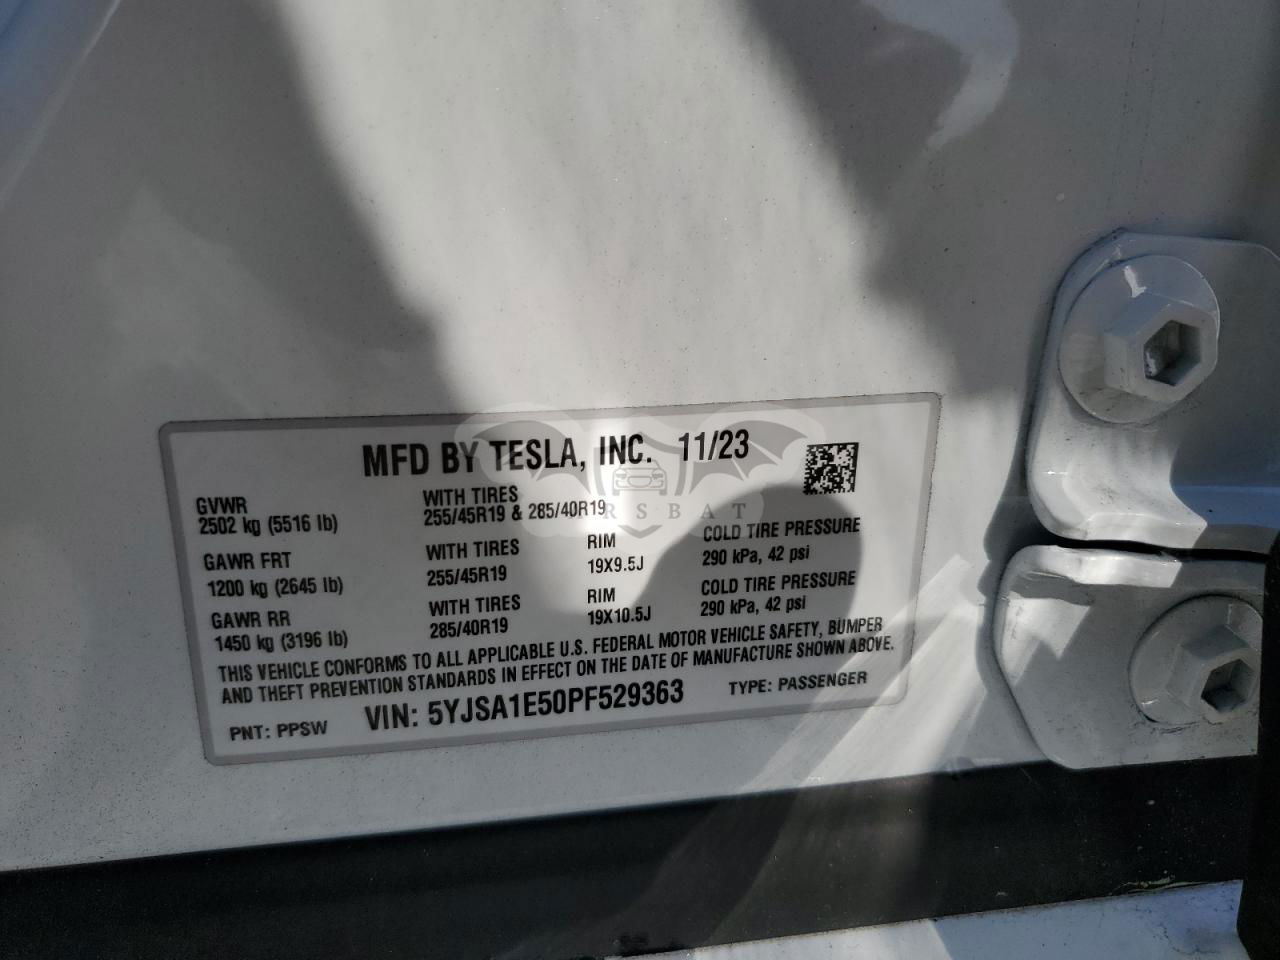 MFD BY TESLA, INC. 11/23
GVWR WITH TIRES
2502 kg (5516 lb) 255/45R19 & 285/40R19
GAWR FRT WITH TIRES RIM COLD TIRE PRESSURE
1200 kg (2645 lb) 255/45R19 19X9.5J 290 kPa, 42 psi
GAWR RR WITH TIRES RIM COLD TIRE PRESSURE
1450 kg (3196 lb) 285/40R19 19X10.5J 290 kPa, 42 psi
THIS VEHICLE CONFORMS TO ALL APPLICABLE U.S. FEDERAL MOTOR VEHICLE SAFETY, BUMPER
AND THEFT PREVENTION STANDARDS IN EFFECT ON THE DATE OF MANUFACTURE SHOWN ABOVE.
PNT: PPSW VIN: 5YJSA1E50PF529363 TYPE: PASSENGER